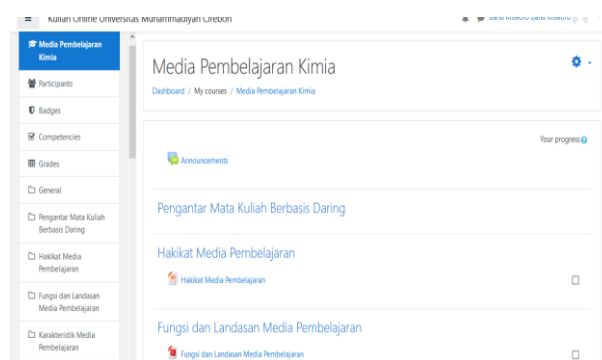 Kuliah Online Universitas Muhammadiyah Cirebon
Media Pembelajaran
Kimia
Participants
Badges
Competencies
Grades
General
Pengantar Mata Kuliah
Berbasis Daring
Hakikat Media
Pembelajaran
Fungsi dan Landasan
Media Pembelajaran
Karakteristik Media
Pembelajaran
Media Pembelajaran Kimia
Dashboard / My courses / Media Pembelajaran Kimia
Your progress
Announcements
Pengantar Mata Kuliah Berbasis Daring
Hakikat Media Pembelajaran
Hakikat Media Pembelajaran
Fungsi dan Landasan Media Pembelajaran
Fungsi dan Landasan Media Pembelajaran